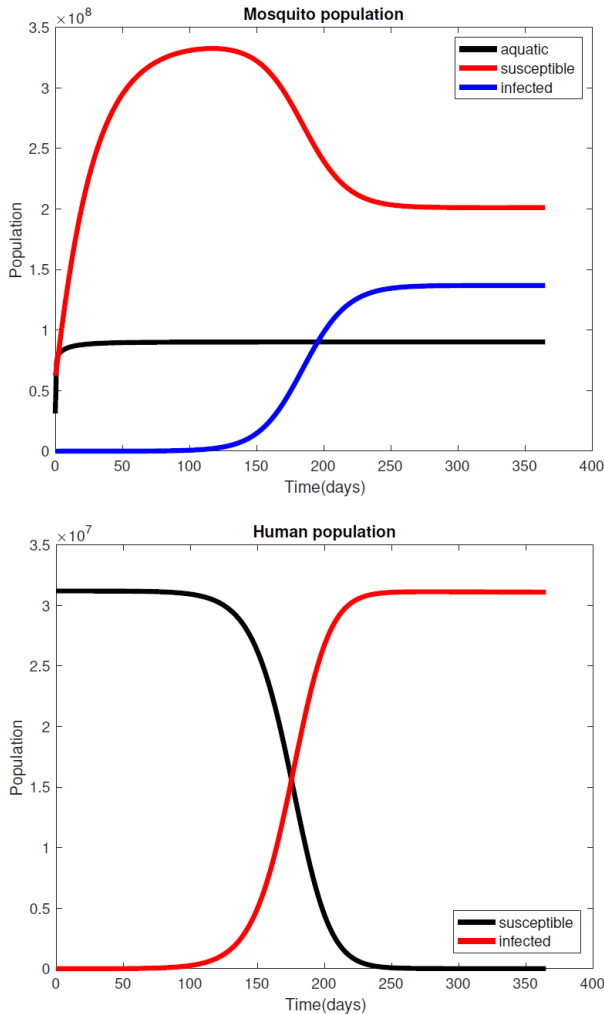 Mosquito population
×10^8
3.5
3
2.5
2
1.5
1
0.5
0
Population
aquatic
susceptible
infected
0 50 100 150 200 250 300 350 400
Time(days)
Human population
×10^7
3.5
3
2.5
2
1.5
1
0.5
0
Population
susceptible
infected
0 50 100 150 200 250 300 350 400
Time(days)